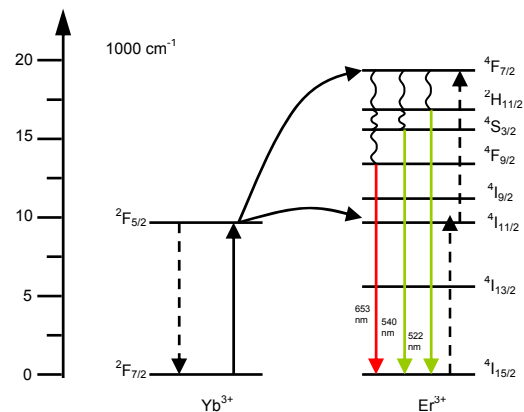 1000 cm⁻¹
20
15
10
5
0
²F₅/₂
²F₇/₂
Yb³⁺
⁴F₇/₂
²H₁₁/₂
⁴S₃/₂
⁴F₉/₂
⁴I₉/₂
⁴I₁₁/₂
⁴I₁₃/₂
⁴I₁₅/₂
653
nm
540
nm
522
nm
Er³⁺